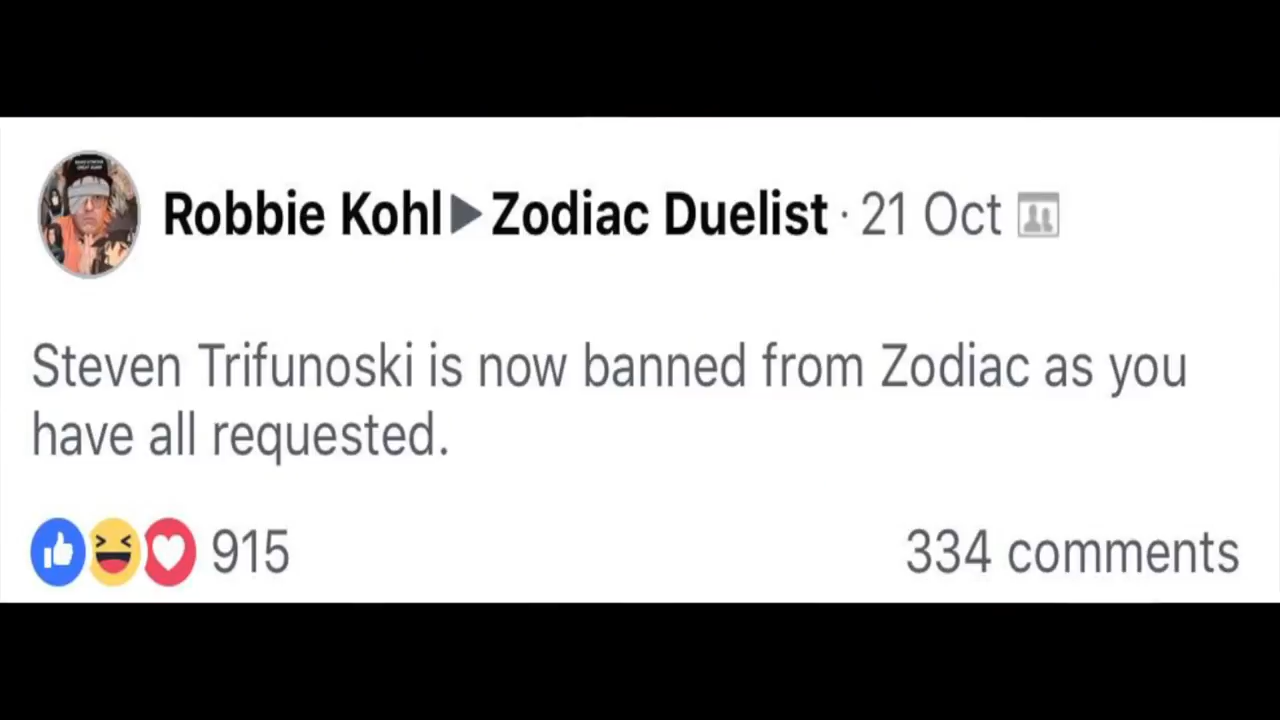 Robbie Kohl▶Zodiac Duelist · 21 Oct
Steven Trifunoski is now banned from Zodiac as you
have all requested.
915
334 comments